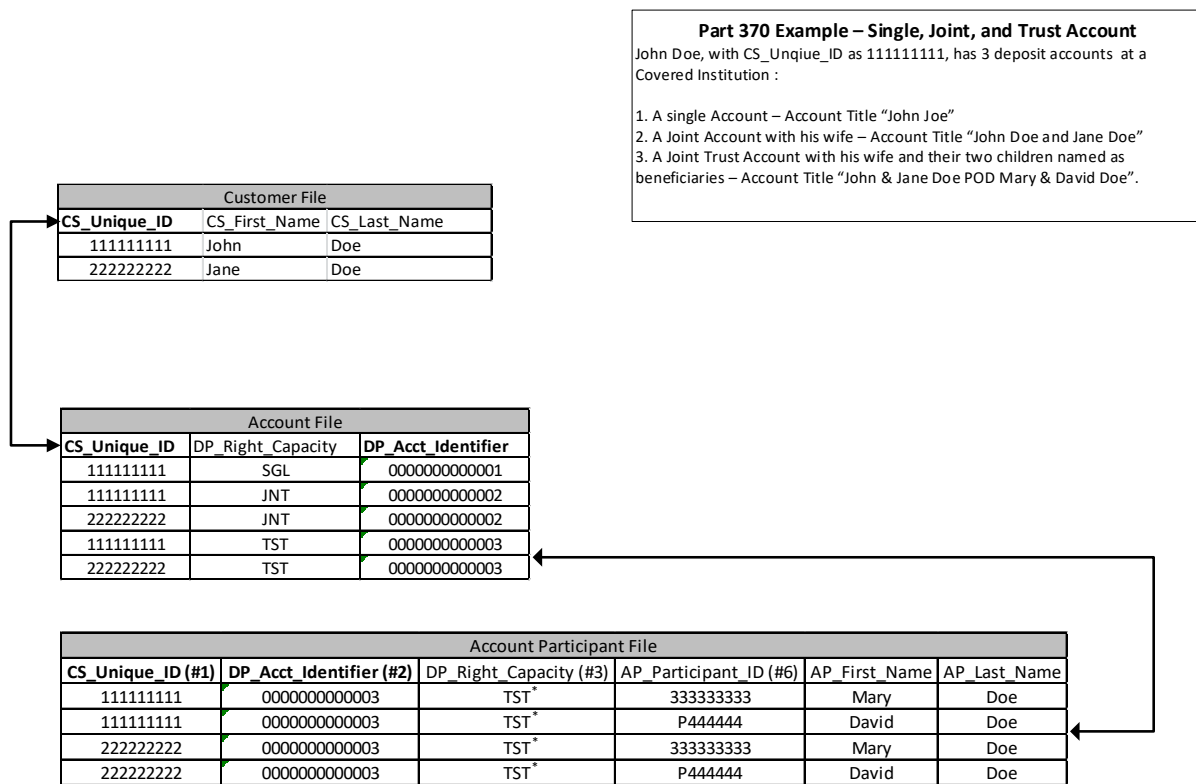 Part 370 Example – Single, Joint, and Trust Account
John Doe, with CS_Unqiue_ID as 111111111, has 3 deposit accounts at a
Covered Institution :
1. A single Account – Account Title “John Joe”
2. A Joint Account with his wife – Account Title “John Doe and Jane Doe”
3. A Joint Trust Account with his wife and their two children named as
beneficiaries – Account Title “John & Jane Doe POD Mary & David Doe”.
Customer File
CS_Unique_ID CS_First_Name CS_Last_Name
111111111 John Doe
222222222 Jane Doe
Account File
CS_Unique_ID DP_Right_Capacity DP_Acct_Identifier
111111111 SGL 0000000000001
111111111 JNT 0000000000002
222222222 JNT 0000000000002
111111111 TST 0000000000003
222222222 TST 0000000000003
Account Participant File
CS_Unique_ID (#1) DP_Acct_Identifier (#2) DP_Right_Capacity (#3) AP_Participant_ID (#6) AP_First_Name AP_Last_Name
111111111 0000000000003 TST* 333333333 Mary Doe
111111111 0000000000003 TST* P444444 David Doe
222222222 0000000000003 TST* 333333333 Mary Doe
222222222 0000000000003 TST* P444444 David Doe